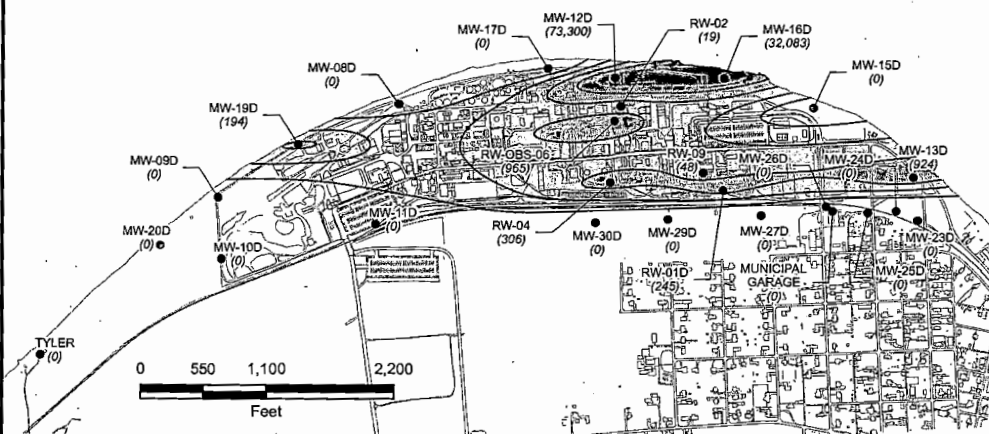 MW-12D
(73,300)
RW-02
(19)
MW-16D
(32,083)
MW-17D
(0)
MW-15D
(0)
MW-08D
(0)
MW-19D
(194)
MW-09D
(0)
RW-OBS-06
(965)
RW-09
(48)
MW-26D
(0)
MW-24D
(0)
MW-13D
(924)
MW-20D
(0)
MW-10D
(0)
MW-11D
(0)
RW-04
(306)
MW-30D
(0)
MW-29D
(0)
MW-27D
(0)
MW-23D
(0)
RW-01D
(245)
MUNICIPAL
GARAGE
(0)
MW-25D
(0)
TYLER
(0)
0 550 1,100 2,200
Feet